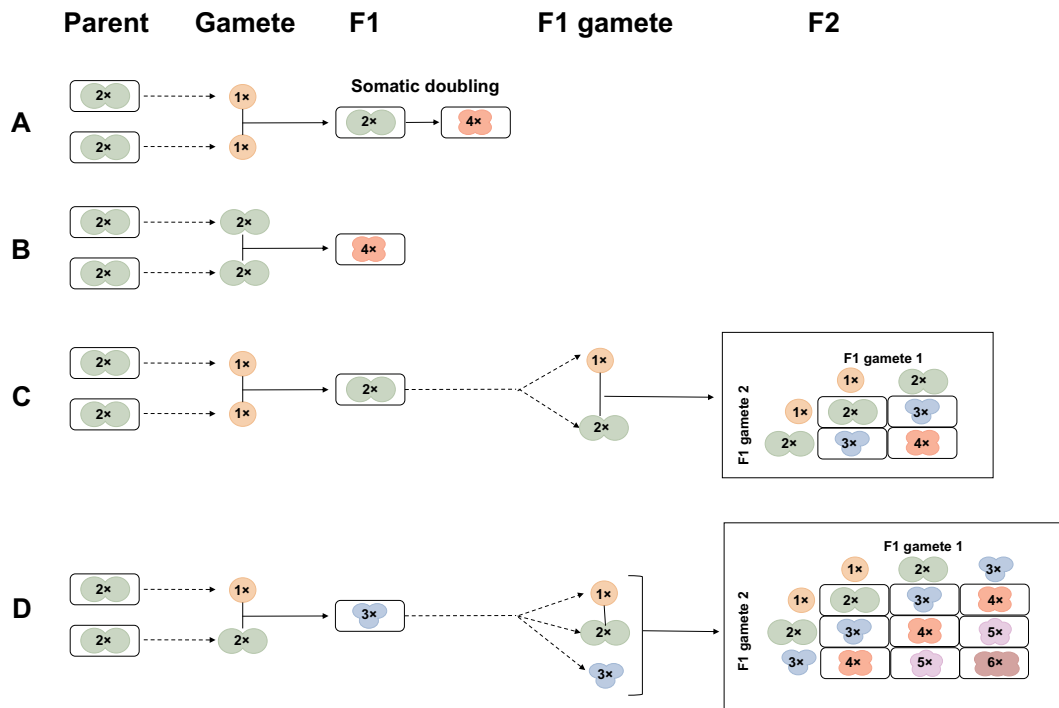 Parent Gamete F1 F1 gamete F2
Somatic doubling
A
2× 1× 2× 4×
2× 1×
B
2× 2× 4×
2× 2×
C
2× 1× 2× 1×
2× 1× 2×
F1 gamete 1
F1 gamete 2
1× 2×
1× 2× 3×
2× 3× 4×
D
2× 1× 3× 1×
2× 2× 2×
3×
F1 gamete 1
F1 gamete 2
1× 2× 3×
1× 2× 3× 4×
2× 3× 4× 5×
3× 4× 5× 6×